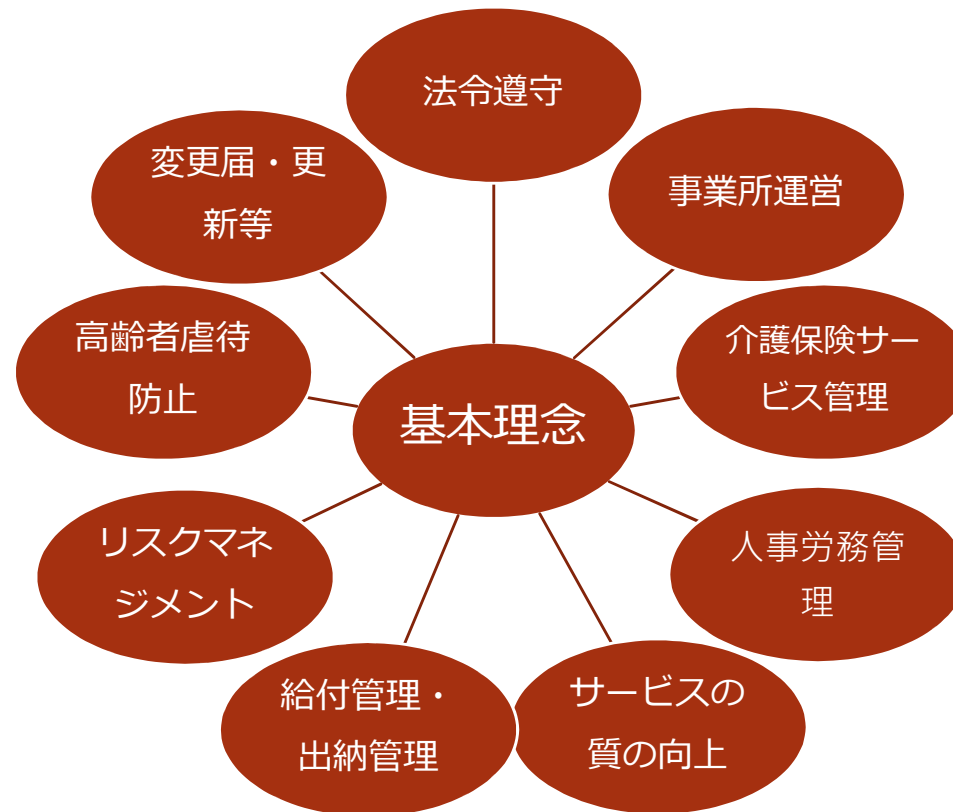 法令遵守
変更届・更
新等
事業所運営
高齢者虐待
防止
介護保険サー
ビス管理
基本理念
リスクマネ
ジメント
人事労務管
理
給付管理・
出納管理
サービスの
質の向上